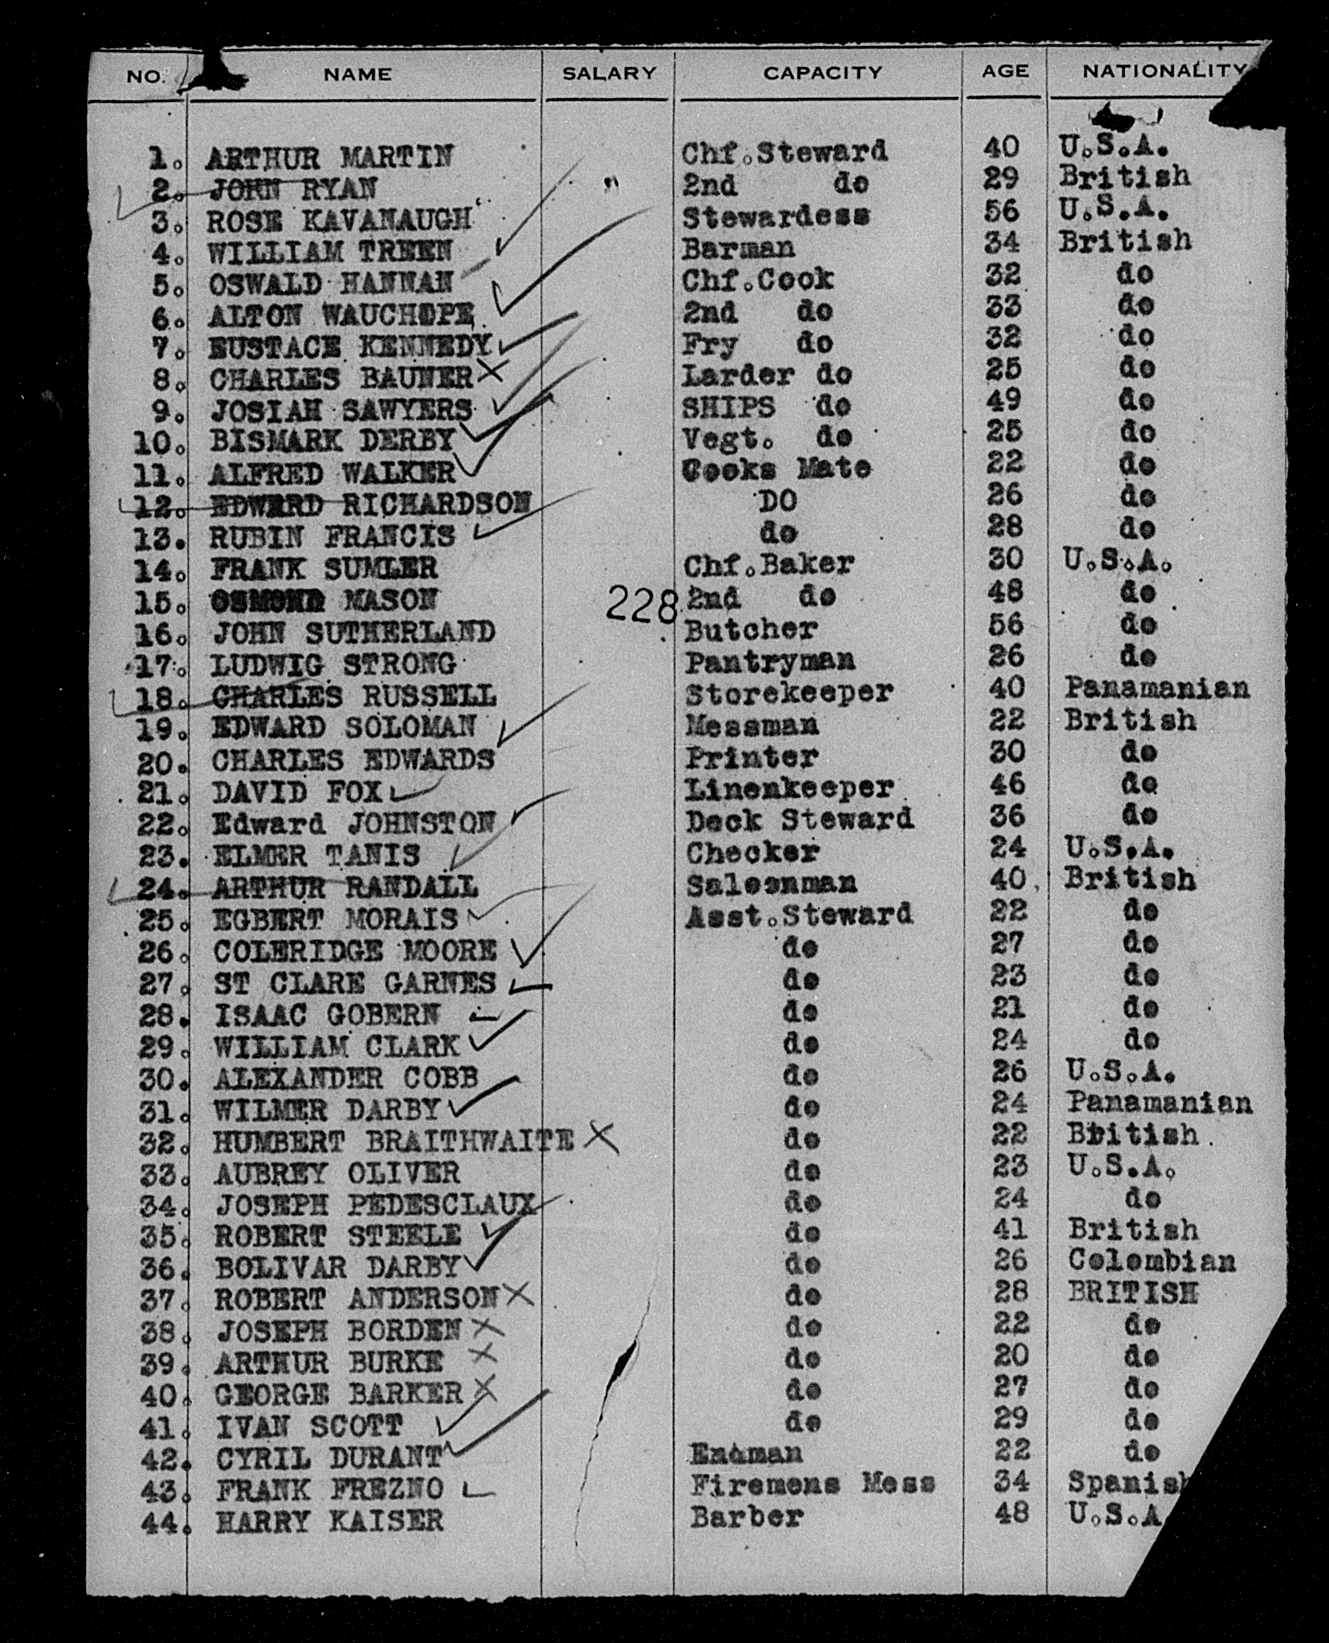 NO. NAME SALARY CAPACITY AGE NATIONALITY
1. ARTHUR MARTIN Chf.Steward 40 U.S.A.
2. JOHN RYAN " 2nd do 29 British
3. ROSE KAVANAUGH Stewardess 56 U.S.A.
4. WILLIAM TREEN Barman 34 British
5. OSWALD HANNAN Chf.Cook 32 do
6. ALTON WAUCHOPE 2nd do 33 do
7. EUSTACE KENNEDY Fry do 32 do
8. CHARLES BAUNER Larder do 25 do
9. JOSIAH SAWYERS SHIPS do 49 do
10. BISMARK DERBY Vegt. do 25 do
11. ALFRED WALKER Cooks Mate 22 do
12. EDWARD RICHARDSON DO 26 do
13. RUBIN FRANCIS do 28 do
14. FRANK SUMLER Chf.Baker 30 U.S.A.
15. OSMOND MASON 228 2nd do 48 do
16. JOHN SUTHERLAND Butcher 56 do
17. LUDWIG STRONG Pantryman 26 do
18. CHARLES RUSSELL Storekeeper 40 Panamanian
19. EDWARD SOLOMAN Messman 22 British
20. CHARLES EDWARDS Printer 30 do
21. DAVID FOX Linenkeeper 46 do
22. Edward JOHNSTON Deck Steward 36 do
23. ELMER TANIS Checker 24 U.S.A.
24. ARTHUR RANDALL Saloonman 40 British
25. EGBERT MORAIS Asst.Steward 22 do
26. COLERIDGE MOORE do 27 do
27. ST CLARE GARNES do 23 do
28. ISAAC GOBERN do 21 do
29. WILLIAM CLARK do 24 do
30. ALEXANDER COBB do 26 U.S.A.
31. WILMER DARBY do 24 Panamanian
32. HUMBERT BRAITHWAITE do 22 British
33. AUBREY OLIVER do 23 U.S.A.
34. JOSEPH PEDESCLAUX do 24 do
35. ROBERT STEELE do 41 British
36. BOLIVAR DARBY do 26 Colombian
37. ROBERT ANDERSON do 28 BRITISH
38. JOSEPH BORDEN do 22 do
39. ARTHUR BURKE do 20 do
40. GEORGE BARKER do 27 do
41. IVAN SCOTT do 29 do
42. CYRIL DURANT 22 do
43. FRANK FREZNO Firemens Mess 34 Spanish
44. HARRY KAISER Barber 48 U.S.A